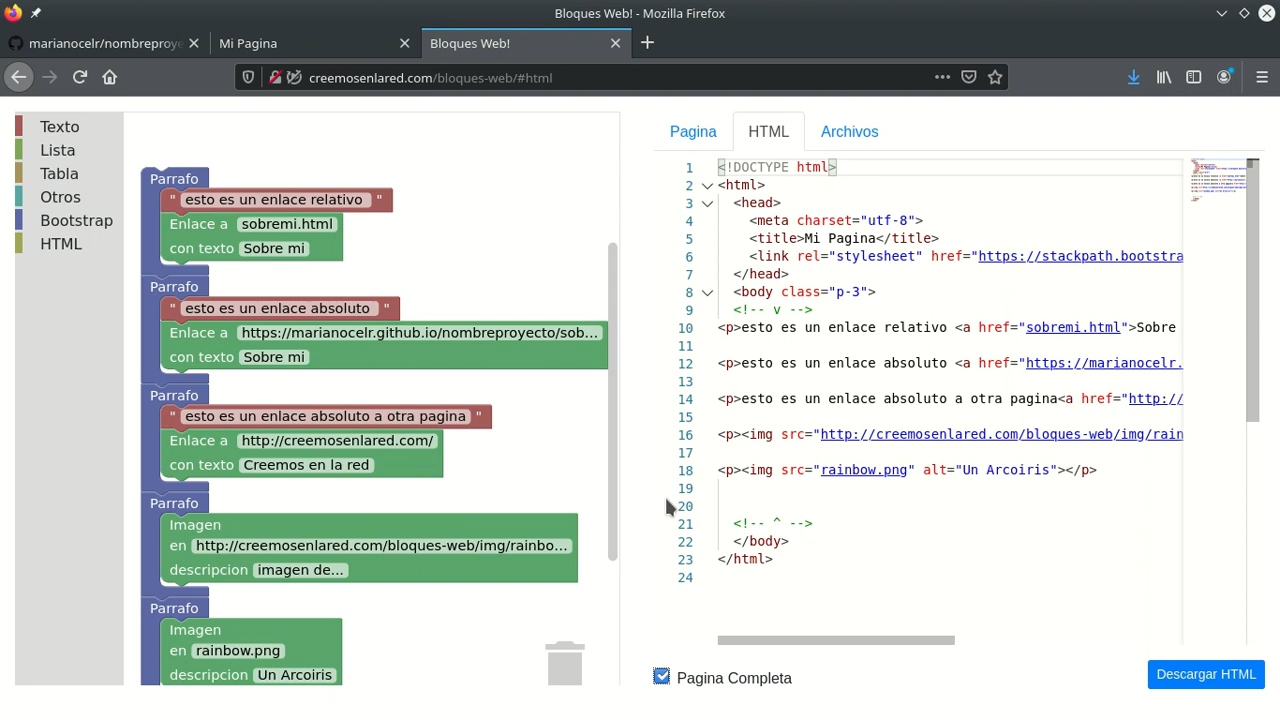 Bloques Web! - Mozilla Firefox
marianocelr/nombreproye
Mi Pagina
Bloques Web!
creemosenlared.com/bloques-web/#html
Texto
Lista
Tabla
Otros
Bootstrap
HTML
Parrafo
" esto es un enlace relativo "
Enlace a sobremi.html
con texto Sobre mi
Parrafo
" esto es un enlace absoluto "
Enlace a https://marianocelr.github.io/nombreproyecto/sob...
con texto Sobre mi
Parrafo
" esto es un enlace absoluto a otra pagina
Enlace a http://creemosenlared.com/
con texto Creemos en la red
Parrafo
Imagen
en http://creemosenlared.com/bloques-web/img/rainbo...
descripcion imagen de...
Parrafo
Imagen
en rainbow.png
descripcion Un Arcoiris
Pagina HTML Archivos
1 <!DOCTYPE html>
2 <html>
3 <head>
4 <meta charset="utf-8">
5 <title>Mi Pagina</title>
6 <link rel="stylesheet" href="https://stackpath.bootstra
7 </head>
8 <body class="p-3">
9 <!-- v -->
10 <p>esto es un enlace relativo <a href="sobremi.html">Sobre
11
12 <p>esto es un enlace absoluto <a href="https://marianocelr.
13
14 <p>esto es un enlace absoluto a otra pagina<a href="http://
15
16 <p><img src="http://creemosenlared.com/bloques-web/img/rain
17
18 <p><img src="rainbow.png" alt="Un Arcoiris"></p>
19
20
21 <!-- ^ -->
22 </body>
23 </html>
24
Pagina Completa
Descargar HTML